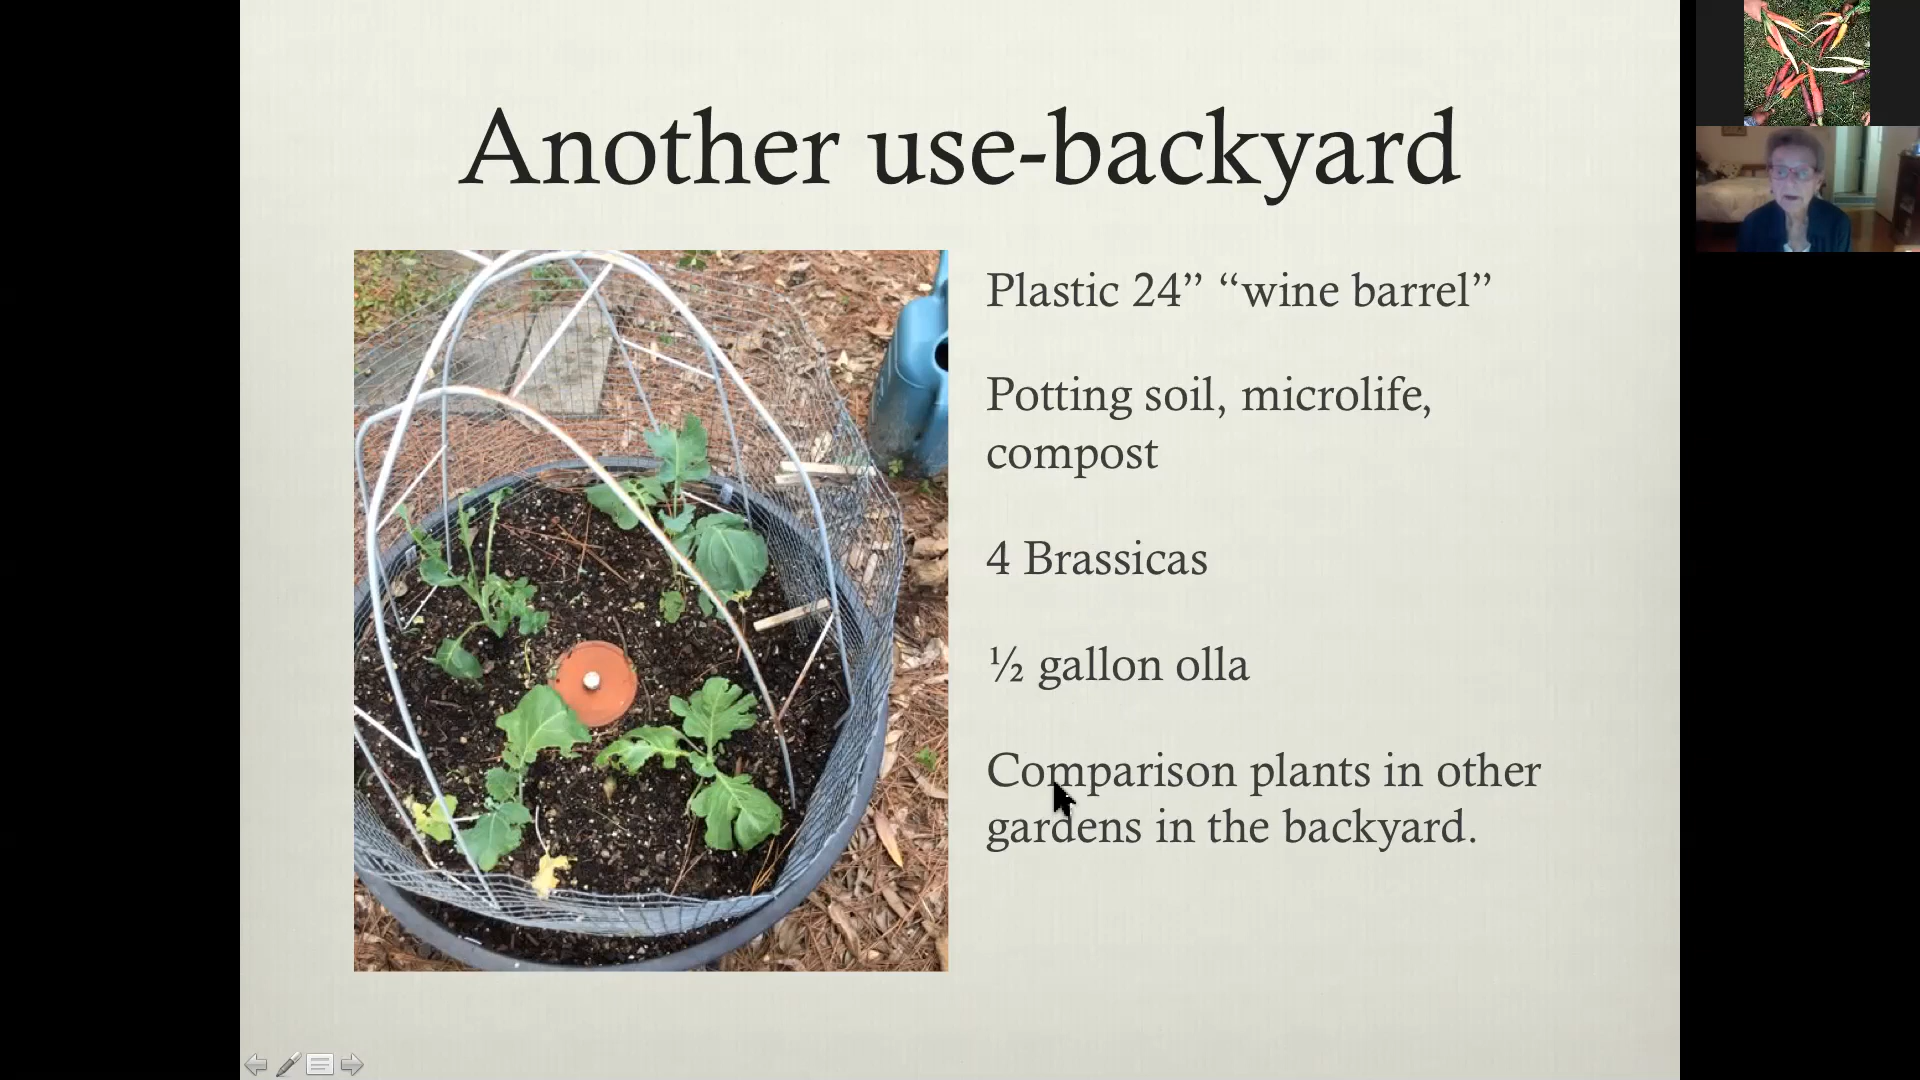 Another use-backyard
Plastic 24” “wine barrel”
Potting soil, microlife,
compost
4 Brassicas
½ gallon olla
Comparison plants in other
gardens in the backyard.